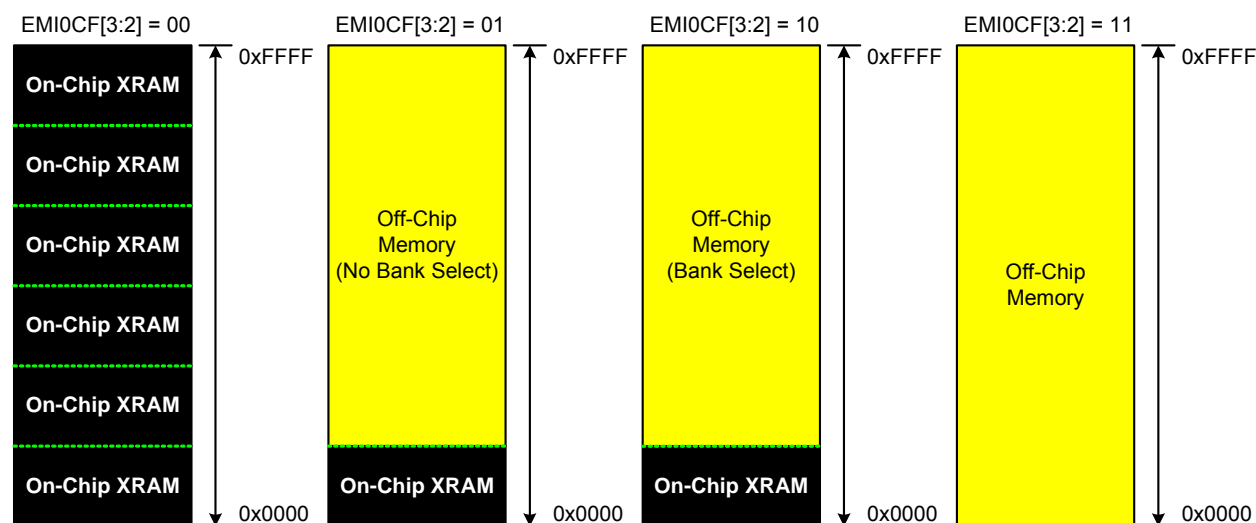 EMI0CF[3:2] = 00
On-Chip XRAM
On-Chip XRAM
On-Chip XRAM
On-Chip XRAM
On-Chip XRAM
On-Chip XRAM
0xFFFF
0x0000
EMI0CF[3:2] = 01
Off-Chip
Memory
(No Bank Select)
On-Chip XRAM
0xFFFF
0x0000
EMI0CF[3:2] = 10
Off-Chip
Memory
(Bank Select)
On-Chip XRAM
0xFFFF
0x0000
EMI0CF[3:2] = 11
Off-Chip
Memory
0xFFFF
0x0000